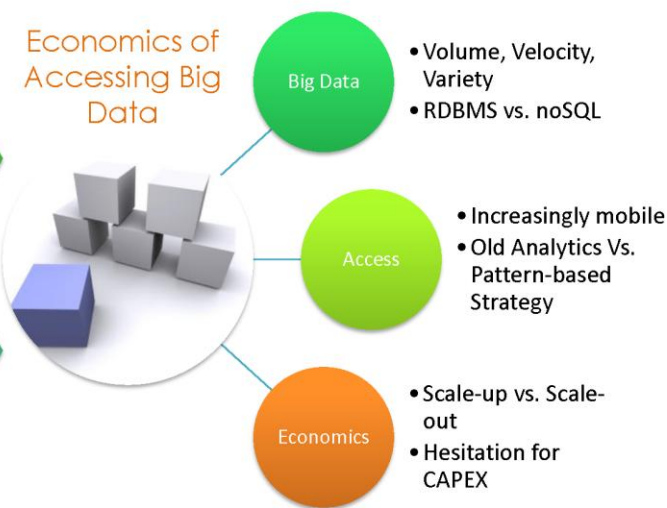 Economics of
Accessing Big
Data
Big Data
• Volume, Velocity,
Variety
• RDBMS vs. noSQL
Access
• Increasingly mobile
• Old Analytics Vs.
Pattern-based
Strategy
Economics
• Scale-up vs. Scale-
out
• Hesitation for
CAPEX